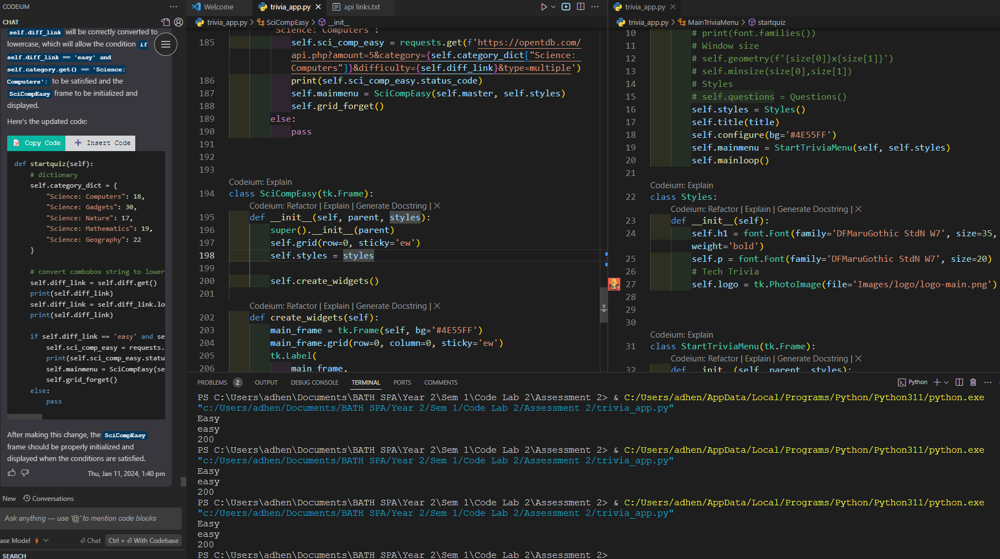 CODEIUM
CHAT
self.diff_link will be correctly converted to
lowercase, which will allow the condition if
self.diff_link == 'easy' and
self.category.get() == 'Science:
Computers': to be satisfied and the
SciCompEasy frame to be initialized and
displayed.
Here's the updated code:
Copy Code
Insert Code
def startquiz(self):
# dictionary
self.category_dict = {
"Science: Computers": 18,
"Science: Gadgets": 30,
"Science: Nature": 17,
"Science: Mathematics": 19,
"Science: Geography": 22
}
# convert combobox string to lower
self.diff_link = self.diff.get()
print(self.diff_link)
self.diff_link = self.diff_link.lo
print(self.diff_link)
if self.diff_link == 'easy' and se
self.sci_comp_easy = requests.
print(self.sci_comp_easy.statu
self.mainmenu = SciCompEasy(se
self.grid_forget()
else:
pass
After making this change, the SciCompEasy
frame should be properly initialized and
displayed when the conditions are satisfied.
Thu, Jan 11, 2024, 1:40 pm
New Conversations
Ask anything — use '@' to mention code blocks
ase Model
Chat
Ctrl + With Codebase
SEARCH
Welcome
trivia_app.py
api links.txt
trivia_app.py > SciCompEasy > __init__
Science: Computers':
185 self.sci_comp_easy = requests.get(f'https://opentdb.com/
api.php?amount=5&category={self.category_dict["Science:
Computers"]}&difficulty={self.diff_link}&type=multiple')
186 print(self.sci_comp_easy.status_code)
187 self.mainmenu = SciCompEasy(self.master, self.styles)
188 self.grid_forget()
189 else:
190 pass
191
192
193
Codeium: Explain
194 class SciCompEasy(tk.Frame):
Codeium: Refactor | Explain | Generate Docstring | X
195 def __init__(self, parent, styles):
196 super().__init__(parent)
197 self.grid(row=0, sticky='ew')
198 self.styles = styles
199
200 self.create_widgets()
201
Codeium: Refactor | Explain | Generate Docstring | X
202 def create_widgets(self):
203 main_frame = tk.Frame(self, bg='#4E55FF')
204 main_frame.grid(row=0, column=0, sticky='ew')
205 tk.Label(
206 main_frame,
trivia_app.py
trivia_app.py > MainTriviaMenu > startquiz
10 # print(font.families())
11 # Window size
12 # self.geometry(f'{size[0]}x{size[1]}')
13 # self.minsize(size[0],size[1])
14 # Styles
15 # self.questions = Questions()
16 self.styles = Styles()
17 self.title(title)
18 self.configure(bg='#4E55FF')
19 self.mainmenu = StartTriviaMenu(self, self.styles)
20 self.mainloop()
21
Codeium: Explain
22 class Styles:
Codeium: Refactor | Explain | Generate Docstring | X
23 def __init__(self):
24 self.h1 = font.Font(family='DFMaruGothic StdN W7', size=35,
weight='bold')
25 self.p = font.Font(family='DFMaruGothic StdN W7', size=20)
26 # Tech Trivia
27 self.logo = tk.PhotoImage(file='Images/logo/logo-main.png')
28
29
30
Codeium: Explain
31 class StartTriviaMenu(tk.Frame):
Codeium: Refactor | Explain | Generate Docstring | X
32 def __init__(self, parent, styles):
PROBLEMS 2 OUTPUT DEBUG CONSOLE TERMINAL PORTS COMMENTS
Python
PS C:\Users\adhen\Documents\BATH SPA\Year 2\Sem 1\Code Lab 2\Assessment 2> & C:/Users/adhen/AppData/Local/Programs/Python/Python311/python.exe
"c:/Users/adhen/Documents/BATH SPA/Year 2/Sem 1/Code Lab 2/Assessment 2/trivia_app.py"
Easy
easy
200
PS C:\Users\adhen\Documents\BATH SPA\Year 2\Sem 1\Code Lab 2\Assessment 2> & C:/Users/adhen/AppData/Local/Programs/Python/Python311/python.exe
"c:/Users/adhen/Documents/BATH SPA/Year 2/Sem 1/Code Lab 2/Assessment 2/trivia_app.py"
Easy
easy
200
PS C:\Users\adhen\Documents\BATH SPA\Year 2\Sem 1\Code Lab 2\Assessment 2> & C:/Users/adhen/AppData/Local/Programs/Python/Python311/python.exe
"c:/Users/adhen/Documents/BATH SPA/Year 2/Sem 1/Code Lab 2/Assessment 2/trivia_app.py"
Easy
easy
200
PS C:\Users\adhen\Documents\BATH SPA\Year 2\Sem 1\Code Lab 2\Assessment 2>